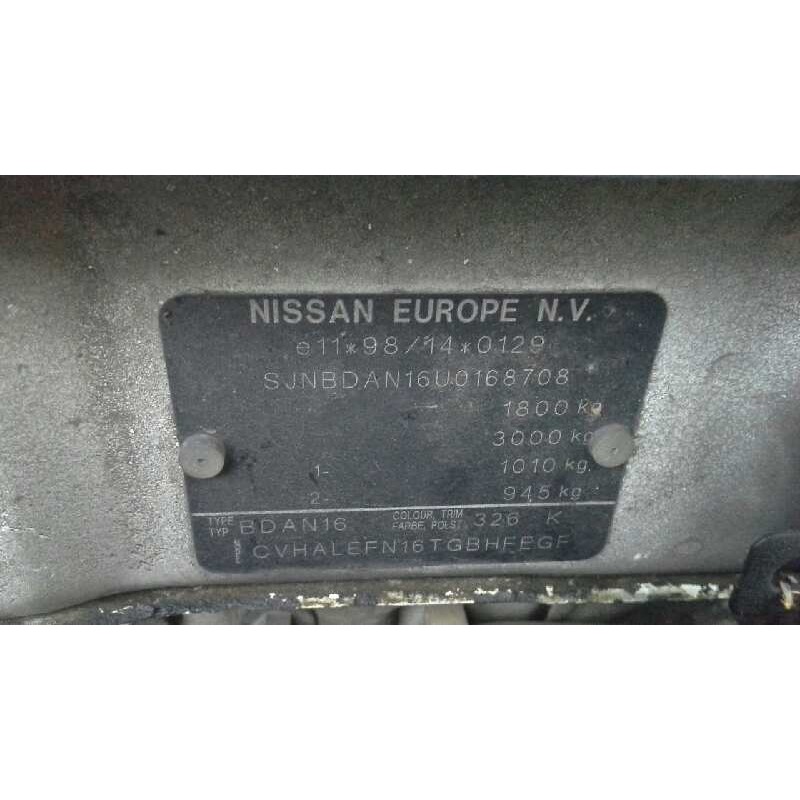 NISSAN EUROPE N.V.
e11*98/14*0129
SJNBDAN16U0168708
1800 kg
3000 kg
1- 1010 kg.
2- 945 kg.
TYPE
TYP BDAN16 COLOUR, TRIM
FARBE, POLST. 326 K
CVHALEFN16TGBHFEGF